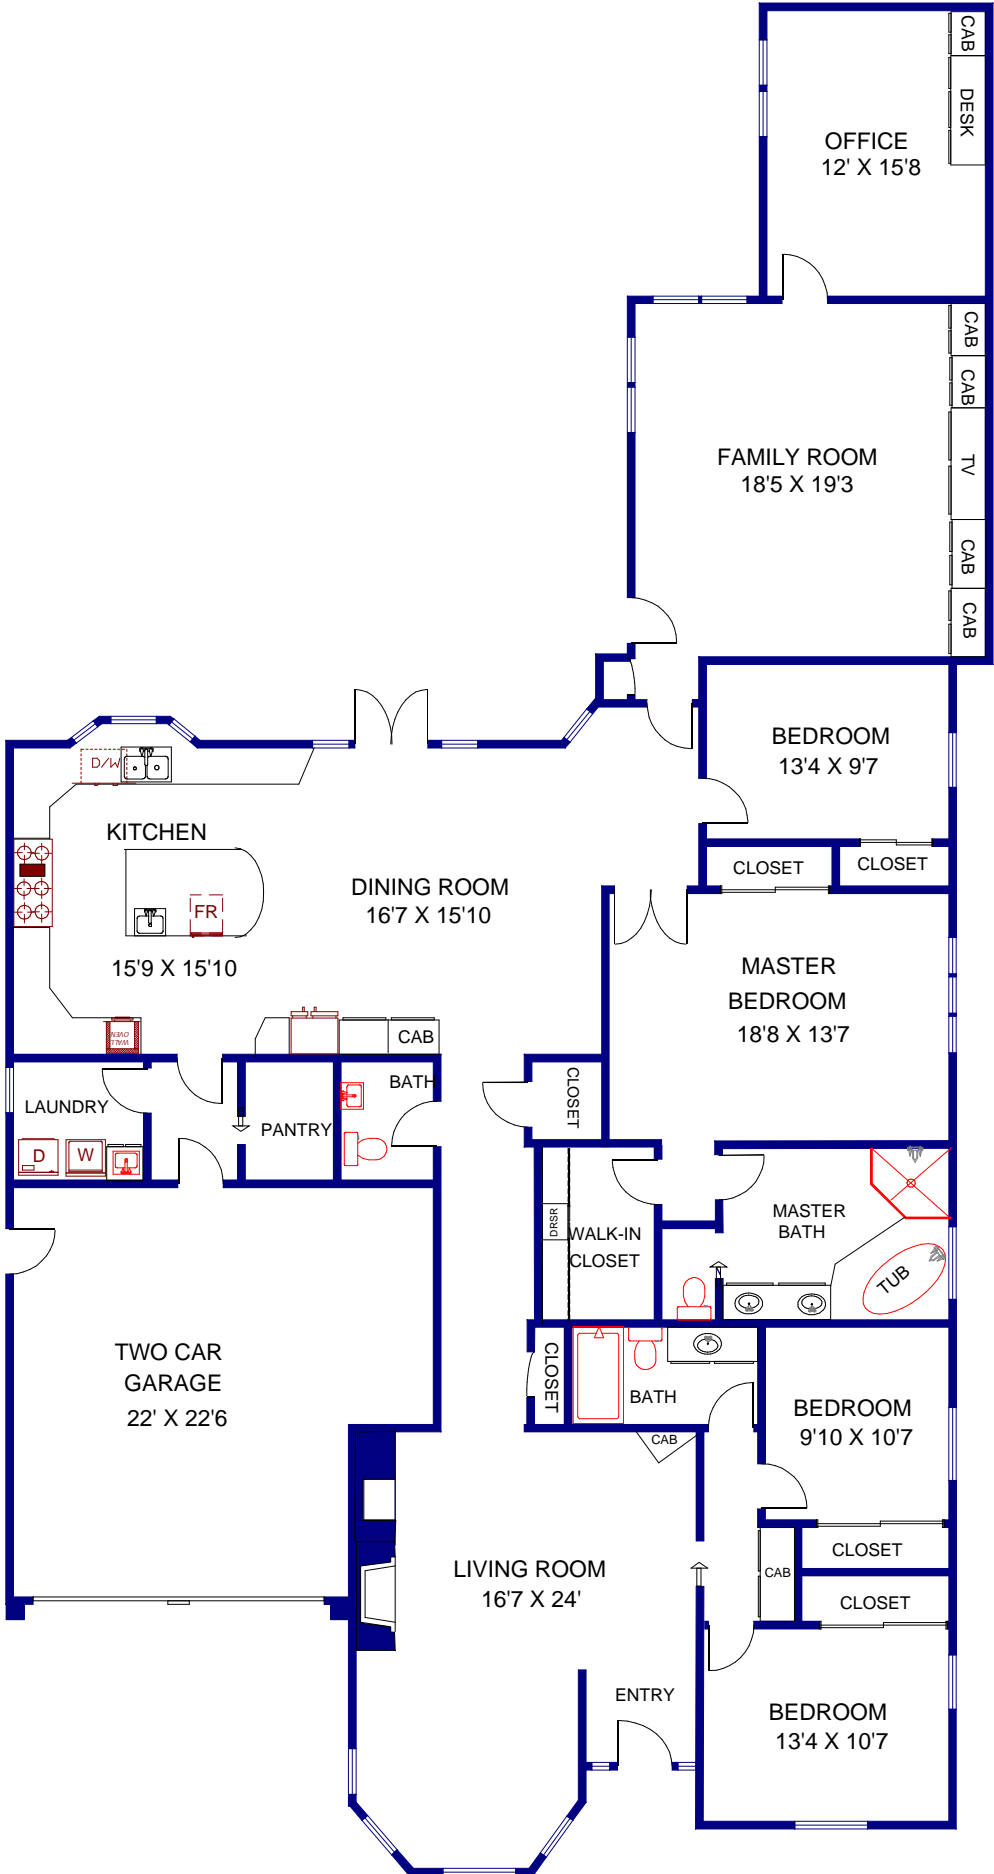 CAB
DESK
OFFICE
12' X 15'8
CAB
CAB
FAMILY ROOM
18'5 X 19'3
TV
CAB
CAB
BEDROOM
13'4 X 9'7
D/W
KITCHEN
CLOSET
CLOSET
DINING ROOM
16'7 X 15'10
FR
15'9 X 15'10
MASTER
BEDROOM
18'8 X 13'7
WALL
OVEN
CAB
BATH
LAUNDRY
PANTRY
CLOSET
D
W
DRSR
WALK-IN
CLOSET
MASTER
BATH
TUB
TWO CAR
GARAGE
22' X 22'6
CLOSET
BATH
BEDROOM
9'10 X 10'7
CAB
CLOSET
LIVING ROOM
16'7 X 24'
CAB
CLOSET
ENTRY
BEDROOM
13'4 X 10'7